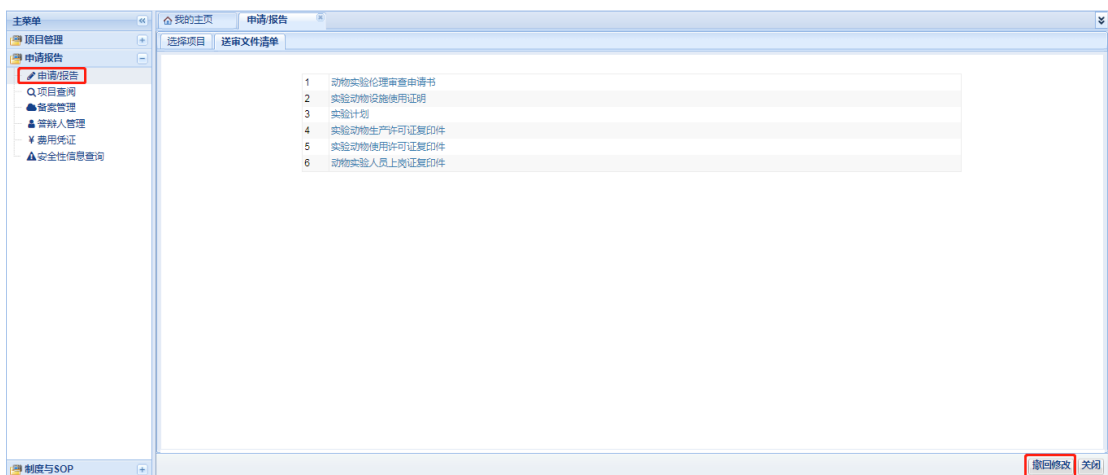 主菜单
项目管理
申请报告
申请/报告
项目查阅
备案管理
答辩人管理
¥ 费用凭证
安全性信息查询
制度与SOP
我的主页 申请/报告
选择项目 送审文件清单
1 动物实验伦理审查申请书
2 实验动物设施使用证明
3 实验计划
4 实验动物生产许可证复印件
5 实验动物使用许可证复印件
6 动物实验人员上岗证复印件
撤回修改 关闭